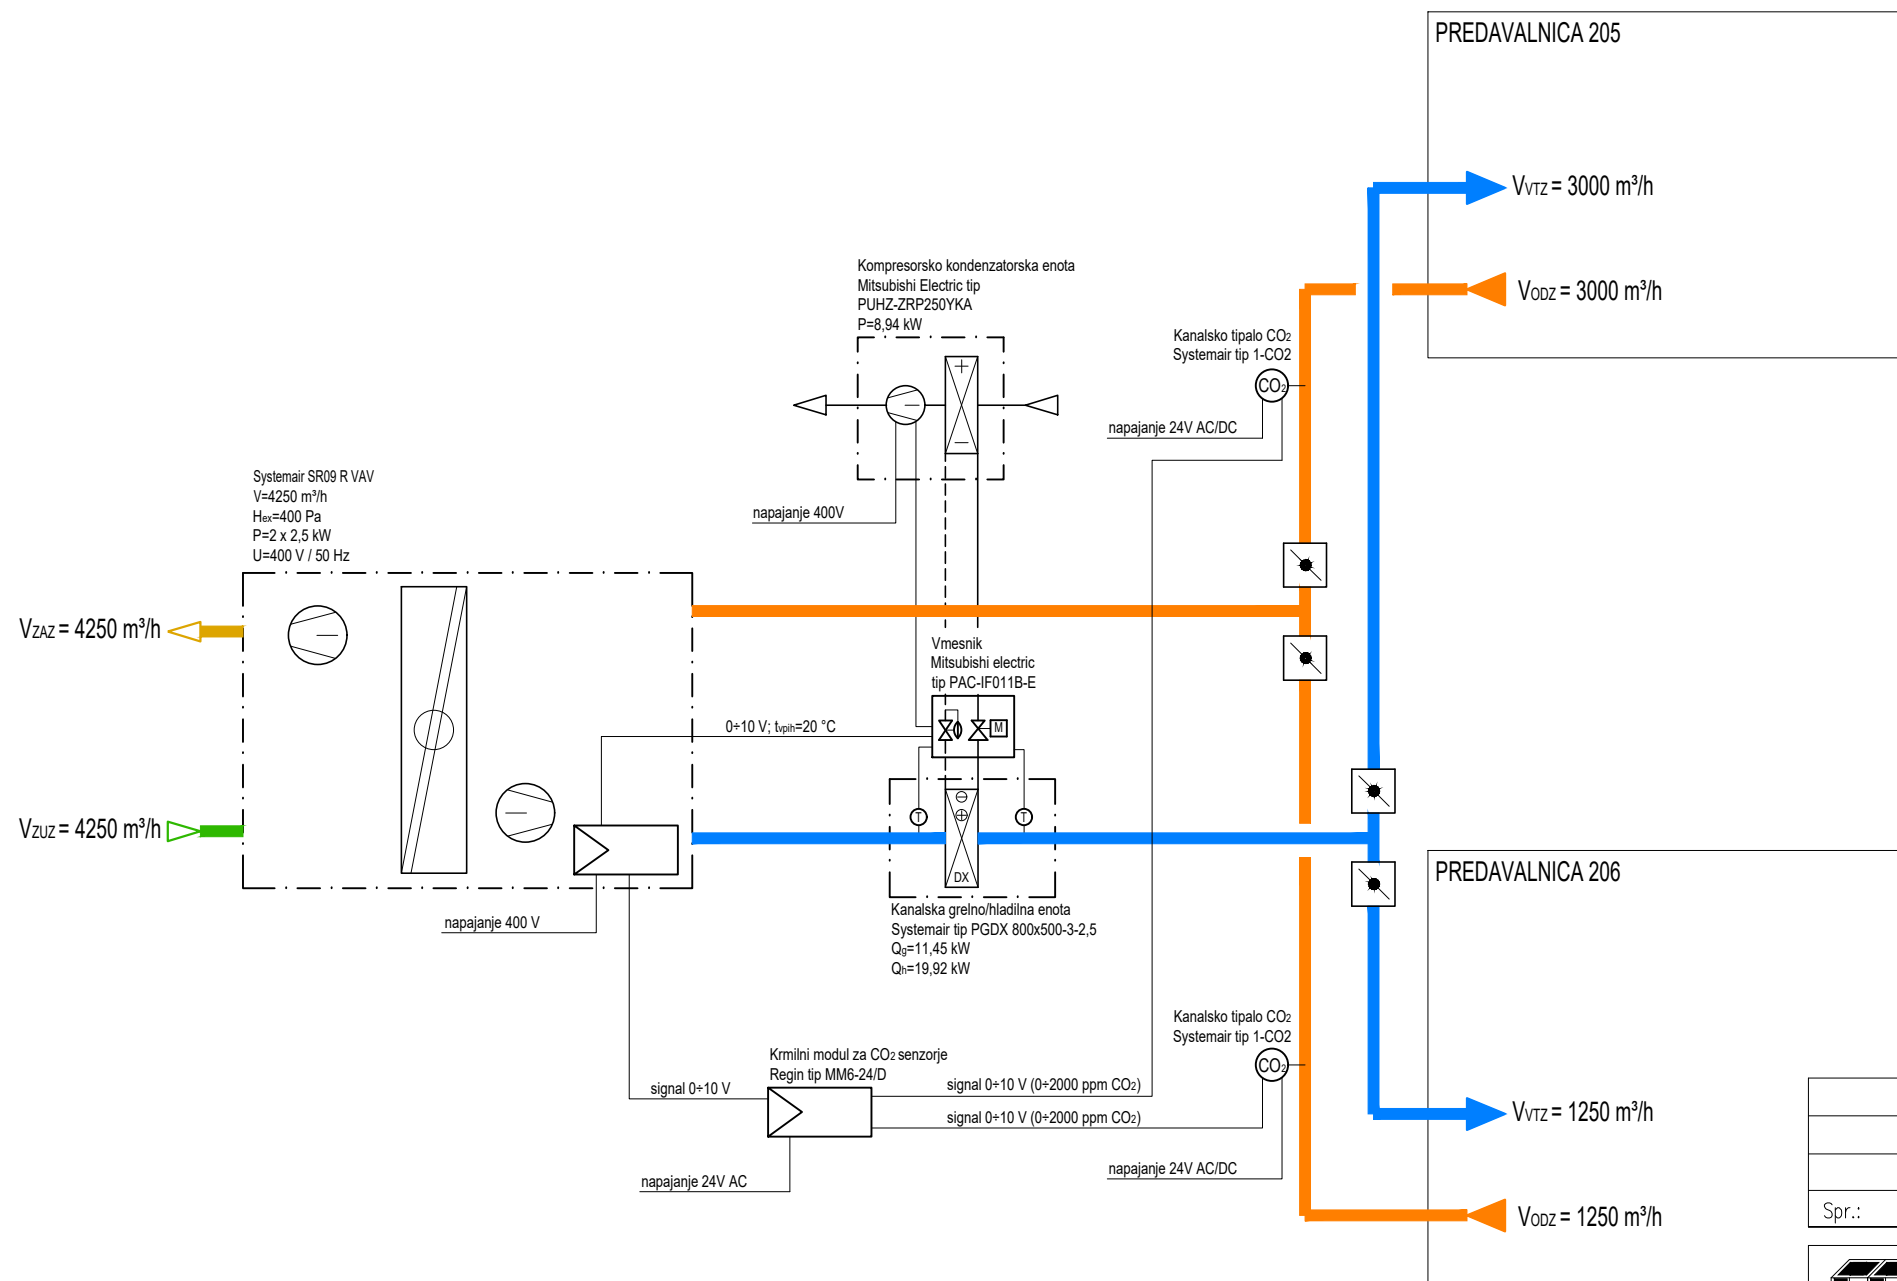 PREDAVALNICA 205
VVTZ = 3000 m³/h
VODZ = 3000 m³/h
Kompresorsko kondenzatorska enota
Mitsubishi Electric tip
PUHZ-ZRP250YKA
P=8,94 kW
Kanalsko tipalo CO2
Systemair tip 1-CO2
CO2
napajanje 24V AC/DC
napajanje 400V
Systemair SR09 R VAV
V=4250 m³/h
Hex=400 Pa
P=2 x 2,5 kW
U=400 V / 50 Hz
VZAZ = 4250 m³/h
VZUZ = 4250 m³/h
Vmesnik
Mitsubishi electric
tip PAC-IF011B-E
M
0÷10 V; tvpih=20 °C
T
T
DX
napajanje 400 V
Kanalska grelno/hladilna enota
Systemair tip PGDX 800x500-3-2,5
Qg=11,45 kW
Qh=19,92 kW
PREDAVALNICA 206
Kanalsko tipalo CO2
Systemair tip 1-CO2
CO2
Krmilni modul za CO2 senzorje
Regin tip MM6-24/D
signal 0÷10 V
signal 0÷10 V (0÷2000 ppm CO2)
signal 0÷10 V (0÷2000 ppm CO2)
napajanje 24V AC/DC
napajanje 24V AC
VVTZ = 1250 m³/h
VODZ = 1250 m³/h
Spr.: